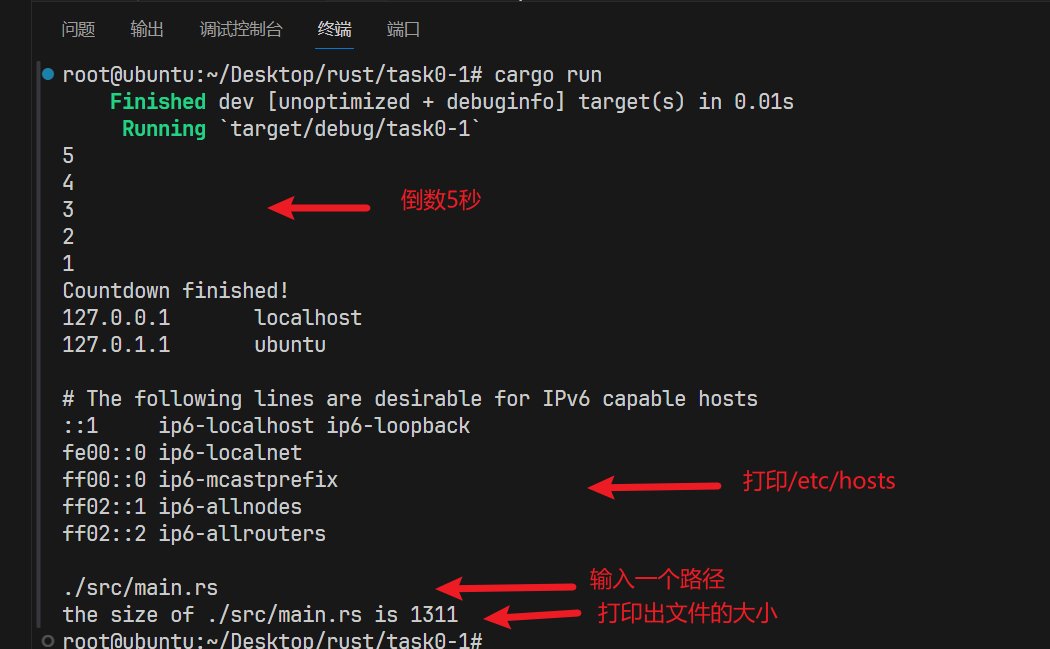 问题 输出 调试控制台 终端 端口
root@ubuntu:~/Desktop/rust/task0-1# cargo run
Finished dev [unoptimized + debuginfo] target(s) in 0.01s
Running `target/debug/task0-1`
5
4
3 倒数5秒
2
1
Countdown finished!
127.0.0.1 localhost
127.0.1.1 ubuntu
# The following lines are desirable for IPv6 capable hosts
::1 ip6-localhost ip6-loopback
fe00::0 ip6-localnet
ff00::0 ip6-mcastprefix 打印/etc/hosts
ff02::1 ip6-allnodes
ff02::2 ip6-allrouters
./src/main.rs 输入一个路径
the size of ./src/main.rs is 1311 打印出文件的大小
root@ubuntu:~/Desktop/rust/task0-1#